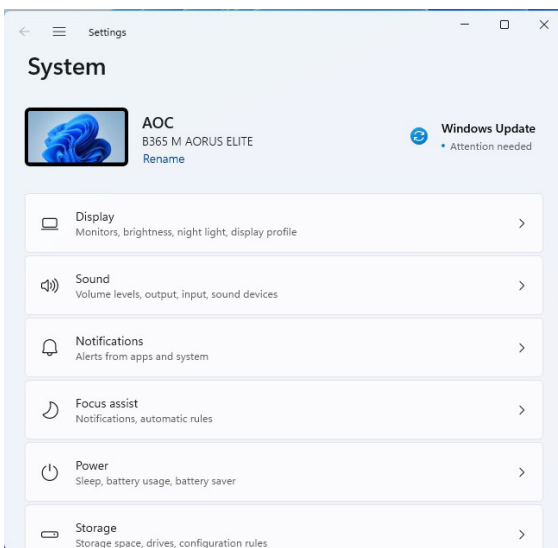 Settings
System
AOC
B365 M AORUS ELITE
Rename
Windows Update
• Attention needed
Display
Monitors, brightness, night light, display profile
Sound
Volume levels, output, input, sound devices
Notifications
Alerts from apps and system
Focus assist
Notifications, automatic rules
Power
Sleep, battery usage, battery saver
Storage
Storage space, drives, configuration rules